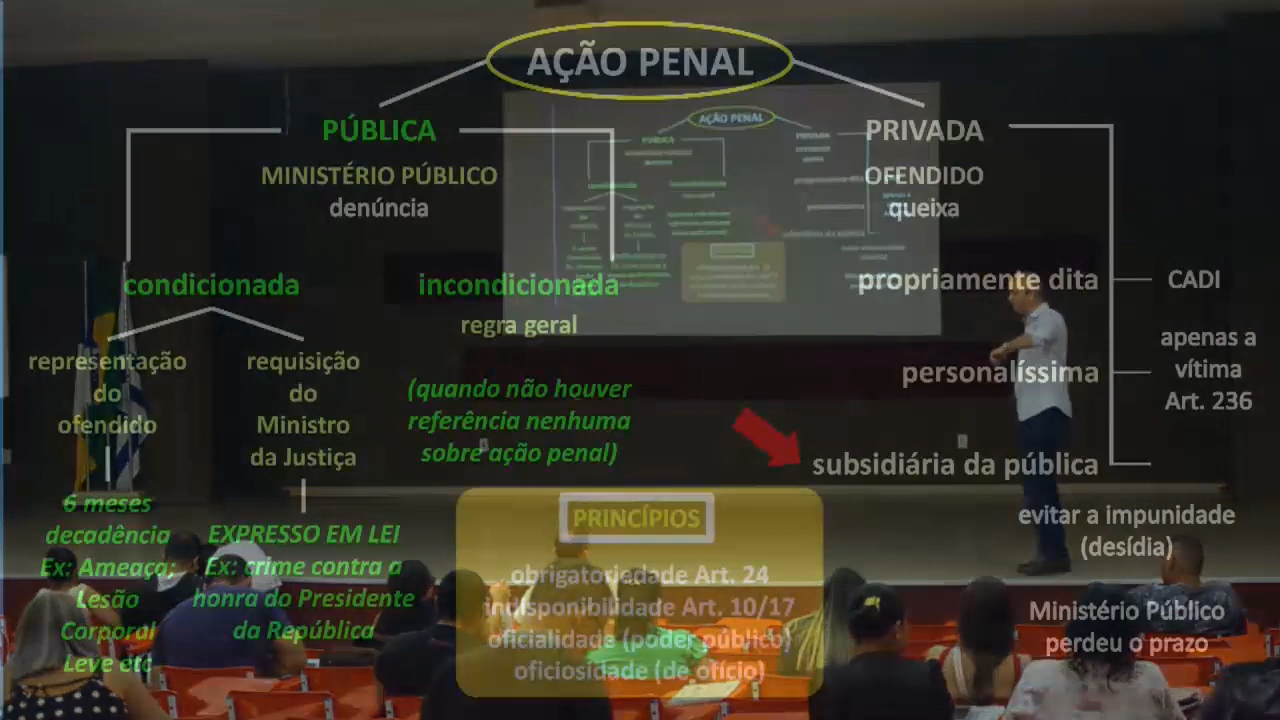 AÇÃO PENAL
PÚBLICA
MINISTÉRIO PÚBLICO
denúncia
condicionada
representação
do
ofendido
6 meses
decadência
Ex: Ameaça;
Lesão
Corporal
Leve etc
requisição
do
Ministro
da Justiça
EXPRESSO EM LEI
Ex: crime contra a
honra do Presidente
da República
incondicionada
regra geral
(quando não houver
referência nenhuma
sobre ação penal)
PRINCÍPIOS
obrigatoriedade Art. 24
indisponibilidade Art. 10/17
oficialidade (poder público)
oficiosidade (de ofício)
PRIVADA
OFENDIDO
queixa
propriamente dita
CADI
personalíssima
apenas a
vítima
Art. 236
subsidiária da pública
evitar a impunidade
(desídia)
Ministério Público
perdeu o prazo
AÇÃO PENAL
PÚBLICA
PRIVADA